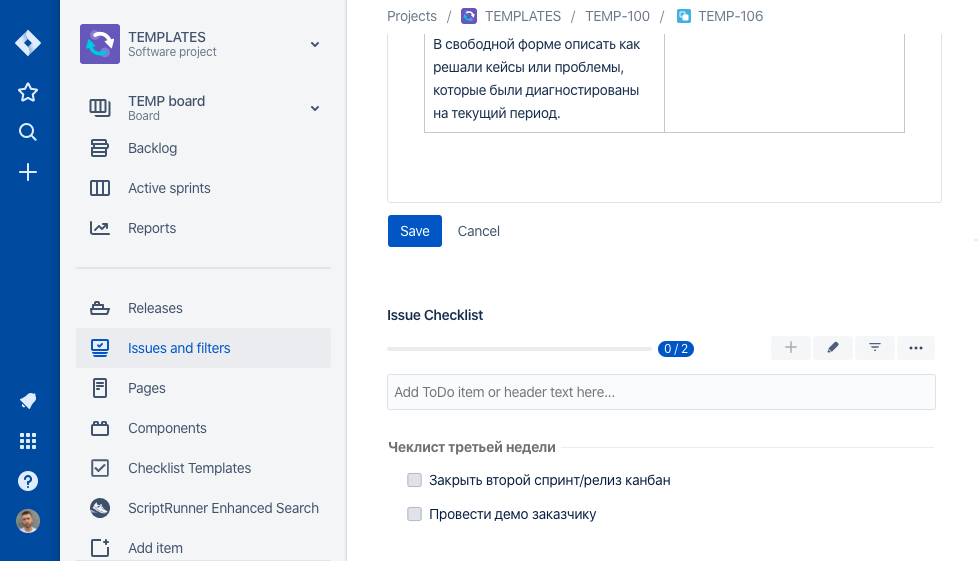 TEMPLATES
Software project
TEMP board
Board
Backlog
Active sprints
Reports
Releases
Issues and filters
Pages
Components
Checklist Templates
ScriptRunner Enhanced Search
Add item
Projects / TEMPLATES / TEMP-100 / TEMP-106
В свободной форме описать как
решали кейсы или проблемы,
которые были диагностированы
на текущий период.
Save Cancel
Issue Checklist
0 / 2
Add ToDo item or header text here...
Чеклист третьей недели
Закрыть второй спринт/релиз канбан
Провести демо заказчику